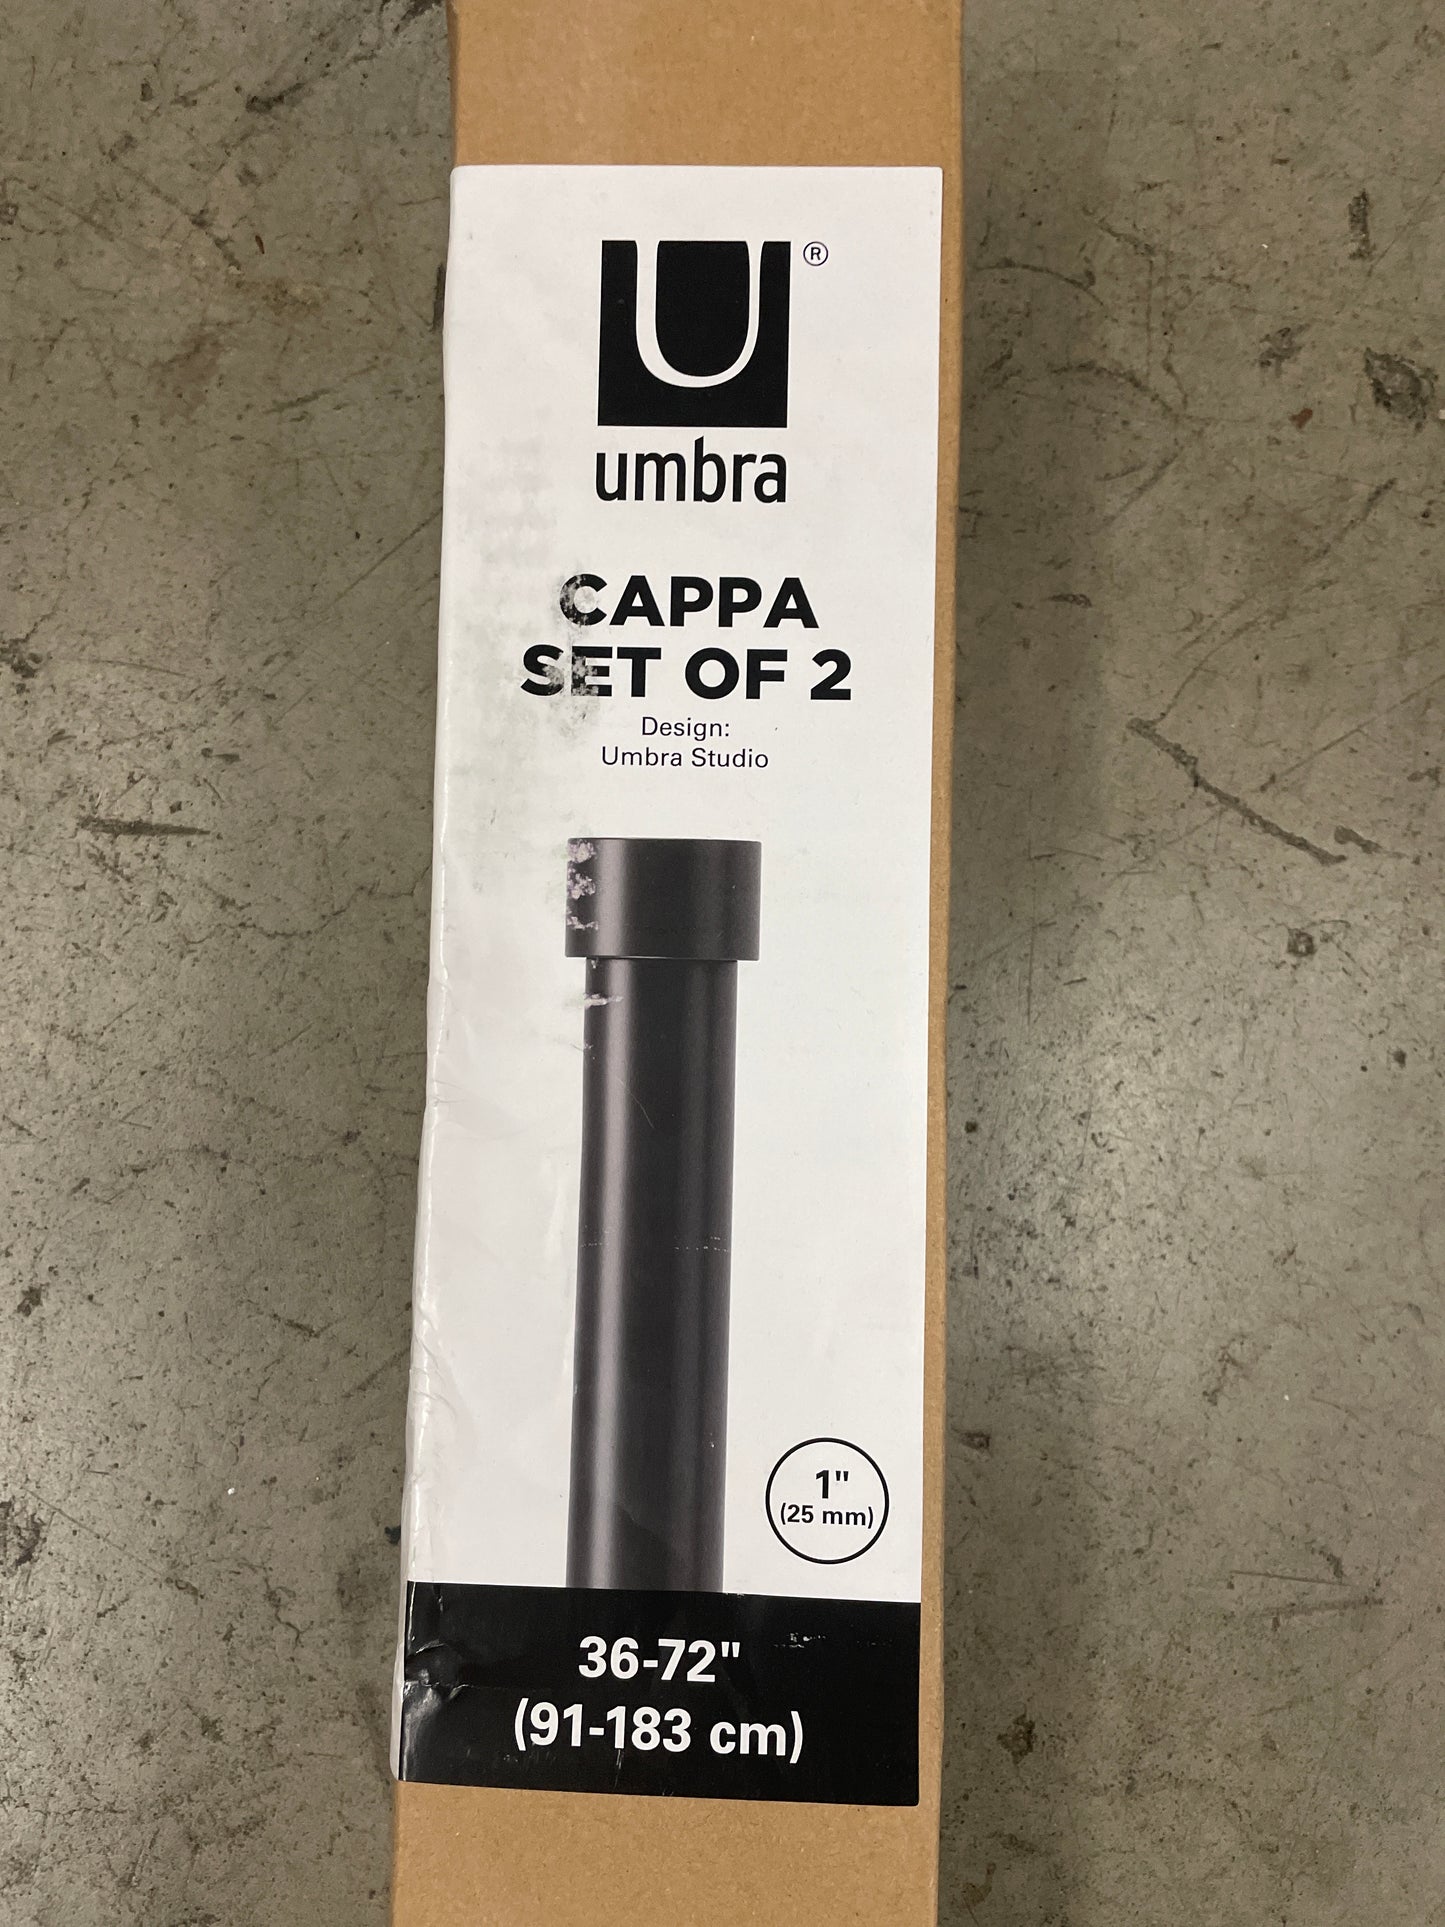 U ®
umbra
CAPPA
SET OF 2
Design:
Umbra Studio
1"
(25 mm)
36-72"
(91-183 cm)